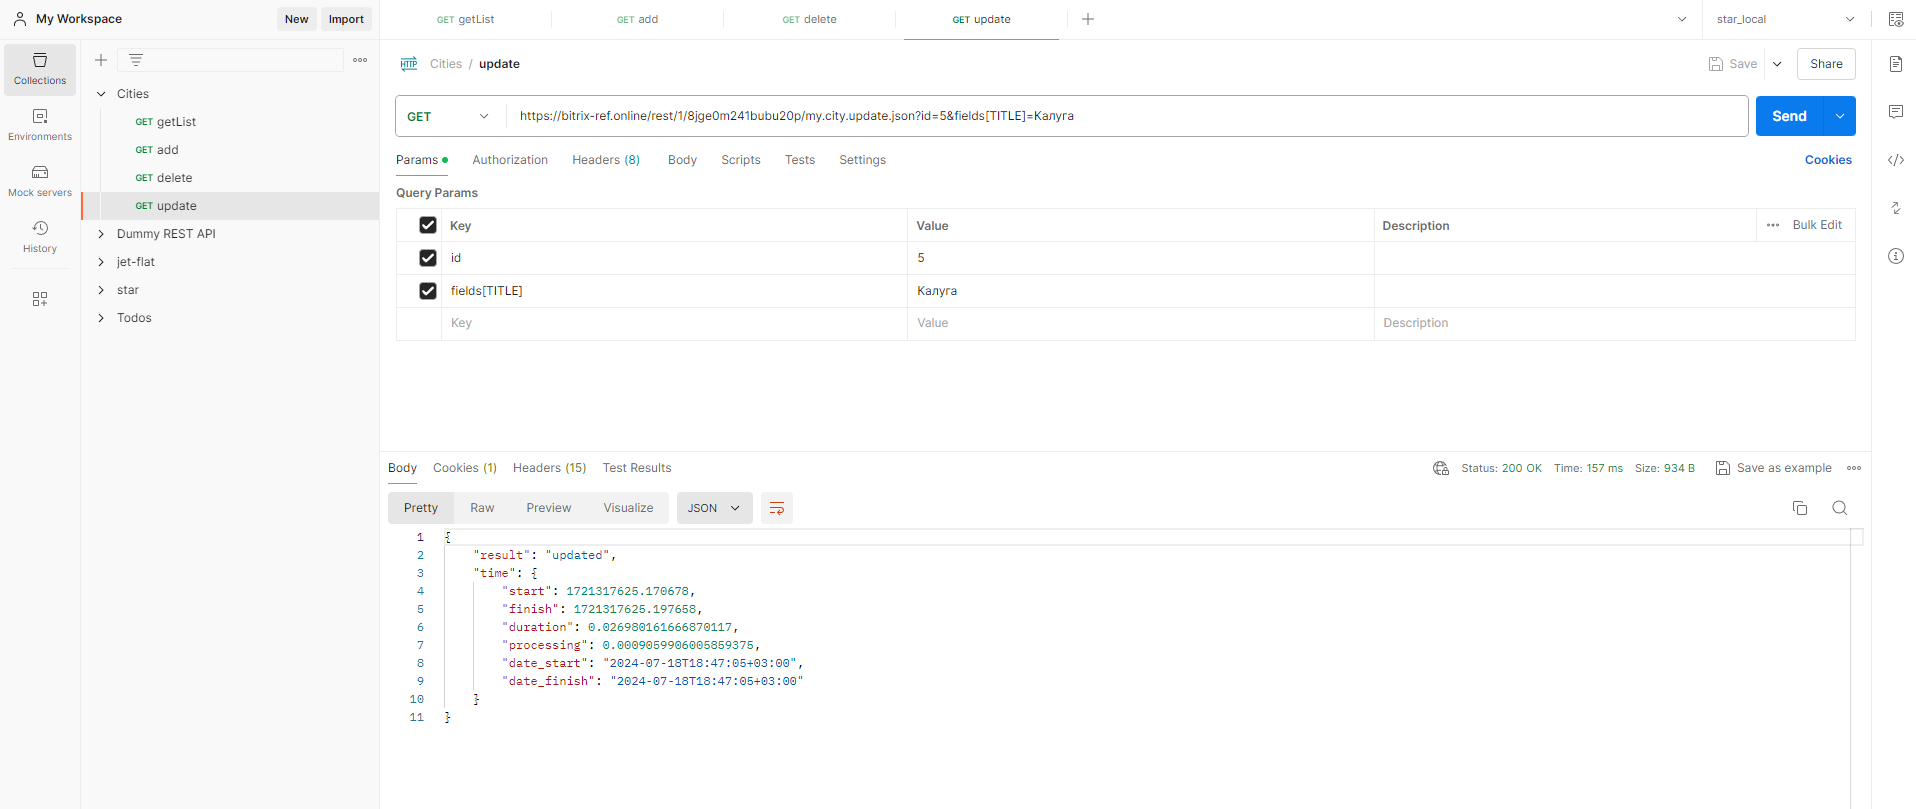 My Workspace
New
Import
GET getList
GET add
GET delete
GET update
star_local
Collections
Environments
Mock servers
History
Cities
GET getList
GET add
GET delete
GET update
Dummy REST API
jet-flat
star
Todos
HTTP
Cities / update
Save
Share
GET
https://bitrix-ref.online/rest/1/8jge0m241bubu20p/my.city.update.json?id=5&fields[TITLE]=Калуга
Send
Params
Authorization
Headers (8)
Body
Scripts
Tests
Settings
Cookies
Query Params
Key Value Description Bulk Edit
id 5
fields[TITLE] Калуга
Key Value Description
Body
Cookies (1)
Headers (15)
Test Results
Status: 200 OK Time: 157 ms Size: 934 B
Save as example
Pretty
Raw
Preview
Visualize
JSON
1 {
2 "result": "updated",
3 "time": {
4 "start": 1721317625.170678,
5 "finish": 1721317625.197658,
6 "duration": 0.026980161666870117,
7 "processing": 0.0009059906005859375,
8 "date_start": "2024-07-18T18:47:05+03:00",
9 "date_finish": "2024-07-18T18:47:05+03:00"
10 }
11 }